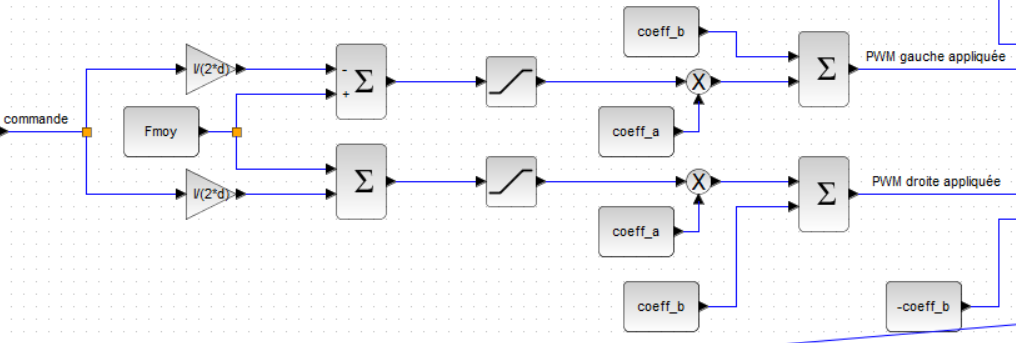 coeff_b
PWM gauche appliquée
I/(2*d)
-
Σ
+
Σ
X
commande
Fmoy
coeff_a
I/(2*d)
Σ
X
Σ
PWM droite appliquée
coeff_a
coeff_b
-coeff_b